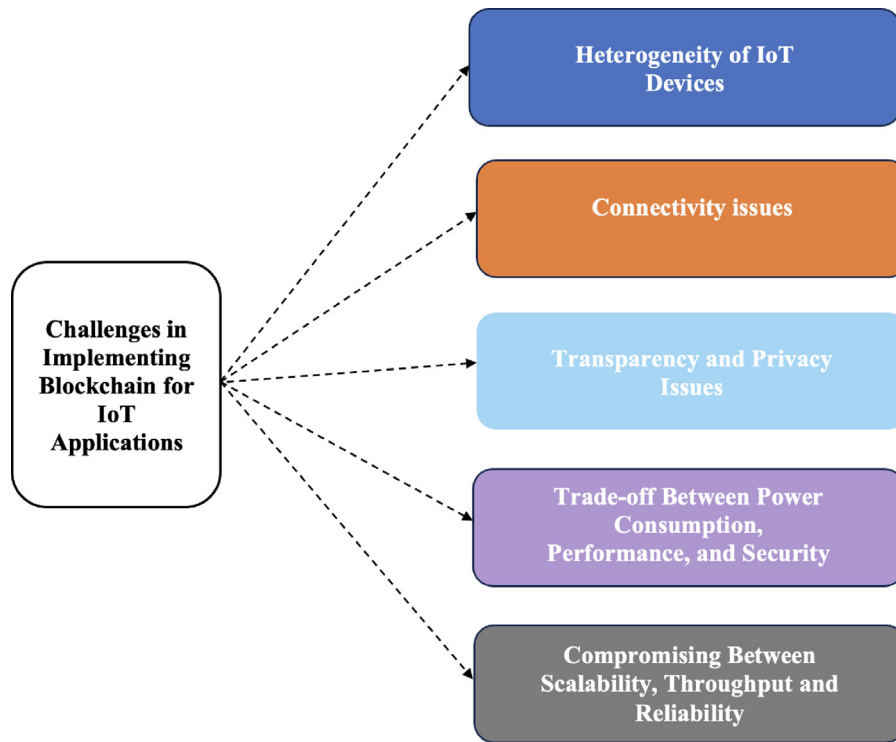 Heterogeneity of IoT
Devices
Connectivity issues
Challenges in
Implementing
Blockchain for
IoT
Applications
Transparency and Privacy
Issues
Trade-off Between Power
Consumption,
Performance, and Security
Compromising Between
Scalability, Throughput and
Reliability